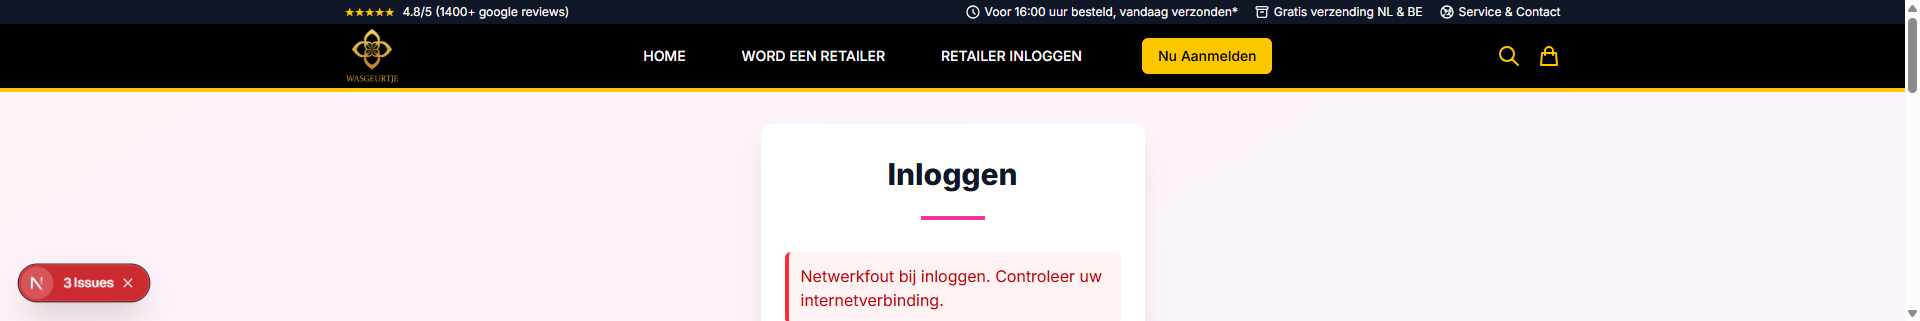 ★★★★★ 4.8/5 (1400+ google reviews)
Voor 16:00 uur besteld, vandaag verzonden*
Gratis verzending NL & BE
Service & Contact
WASGEURTJE
HOME
WORD EEN RETAILER
RETAILER INLOGGEN
Nu Aanmelden
Inloggen
Netwerkfout bij inloggen. Controleer uw
internetverbinding.
N 3 Issues